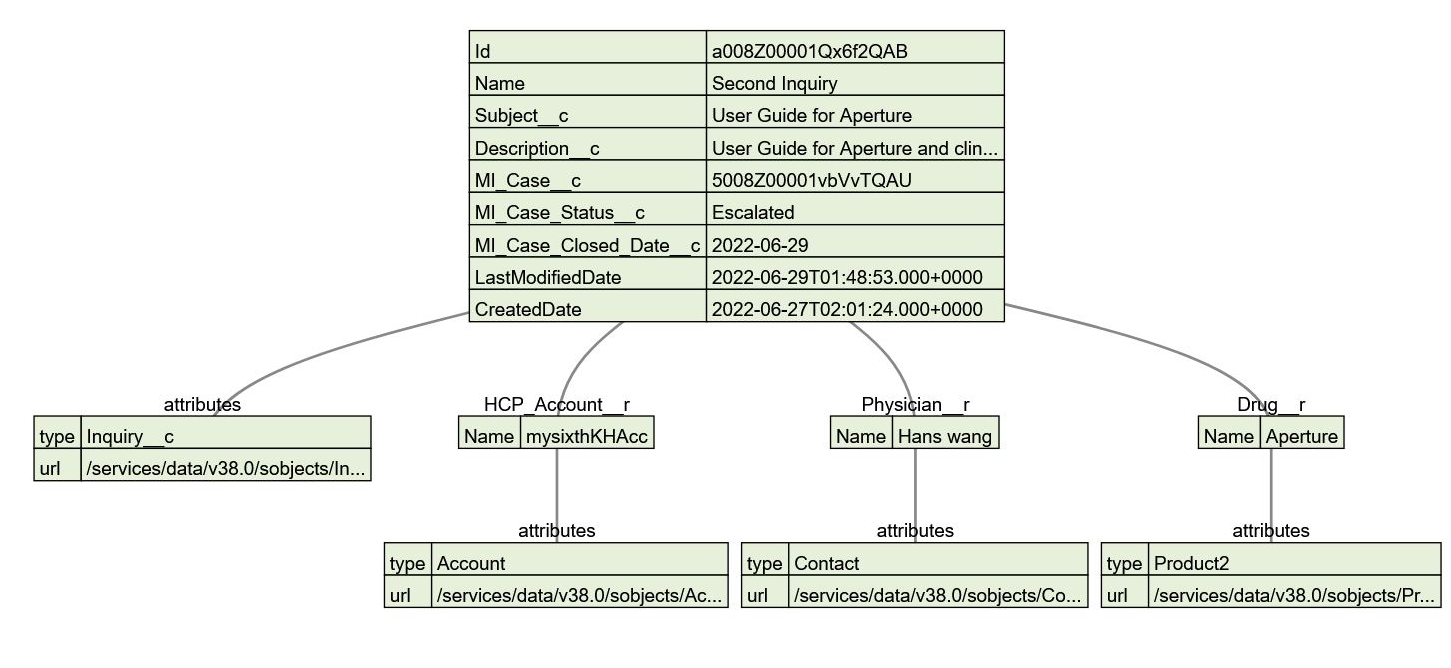 Id a008Z00001Qx6f2QAB
Name Second Inquiry
Subject__c User Guide for Aperture
Description__c User Guide for Aperture and clin...
MI_Case__c 5008Z00001vbVvTQAU
MI_Case_Status__c Escalated
MI_Case_Closed_Date__c 2022-06-29
LastModifiedDate 2022-06-29T01:48:53.000+0000
CreatedDate 2022-06-27T02:01:24.000+0000
attributes
type Inquiry__c
url /services/data/v38.0/sobjects/In...
HCP_Account__r
Name mysixthKHAcc
attributes
type Account
url /services/data/v38.0/sobjects/Ac...
Physician__r
Name Hans wang
attributes
type Contact
url /services/data/v38.0/sobjects/Co...
Drug__r
Name Aperture
attributes
type Product2
url /services/data/v38.0/sobjects/Pr...